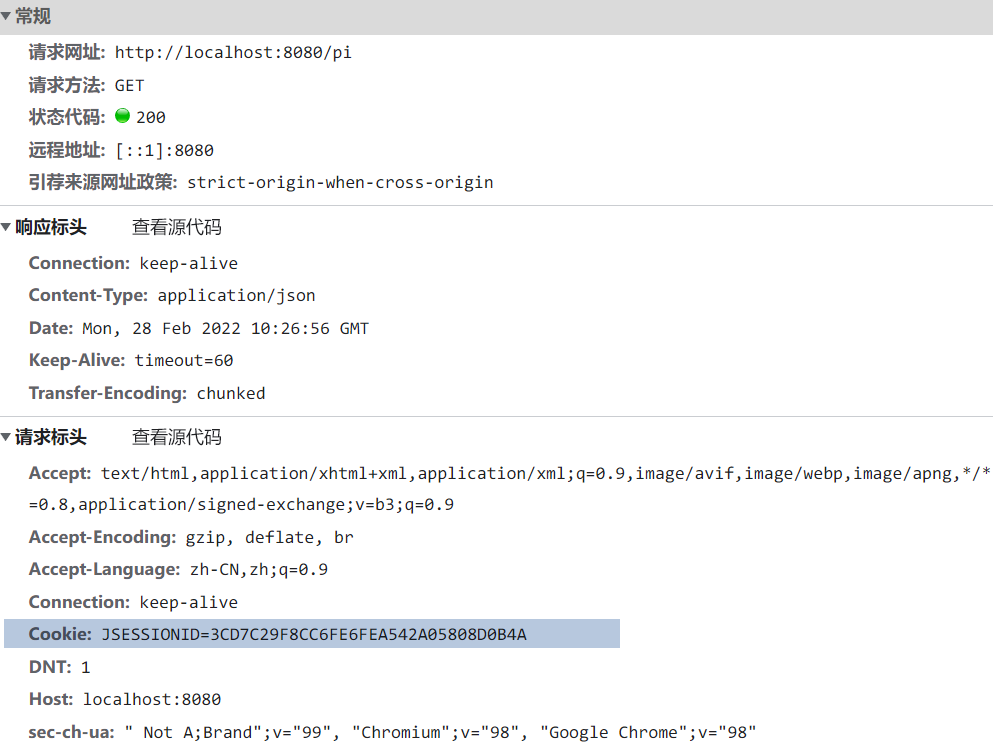 常规
请求网址: http://localhost:8080/pi
请求方法: GET
状态代码: 200
远程地址: [::1]:8080
引荐来源网址政策: strict-origin-when-cross-origin
响应标头 查看源代码
Connection: keep-alive
Content-Type: application/json
Date: Mon, 28 Feb 2022 10:26:56 GMT
Keep-Alive: timeout=60
Transfer-Encoding: chunked
请求标头 查看源代码
Accept: text/html,application/xhtml+xml,application/xml;q=0.9,image/avif,image/webp,image/apng,*/*
=0.8,application/signed-exchange;v=b3;q=0.9
Accept-Encoding: gzip, deflate, br
Accept-Language: zh-CN,zh;q=0.9
Connection: keep-alive
Cookie: JSESSIONID=3CD7C29F8CC6FE6FEA542A05808D0B4A
DNT: 1
Host: localhost:8080
sec-ch-ua: " Not A;Brand";v="99", "Chromium";v="98", "Google Chrome";v="98"